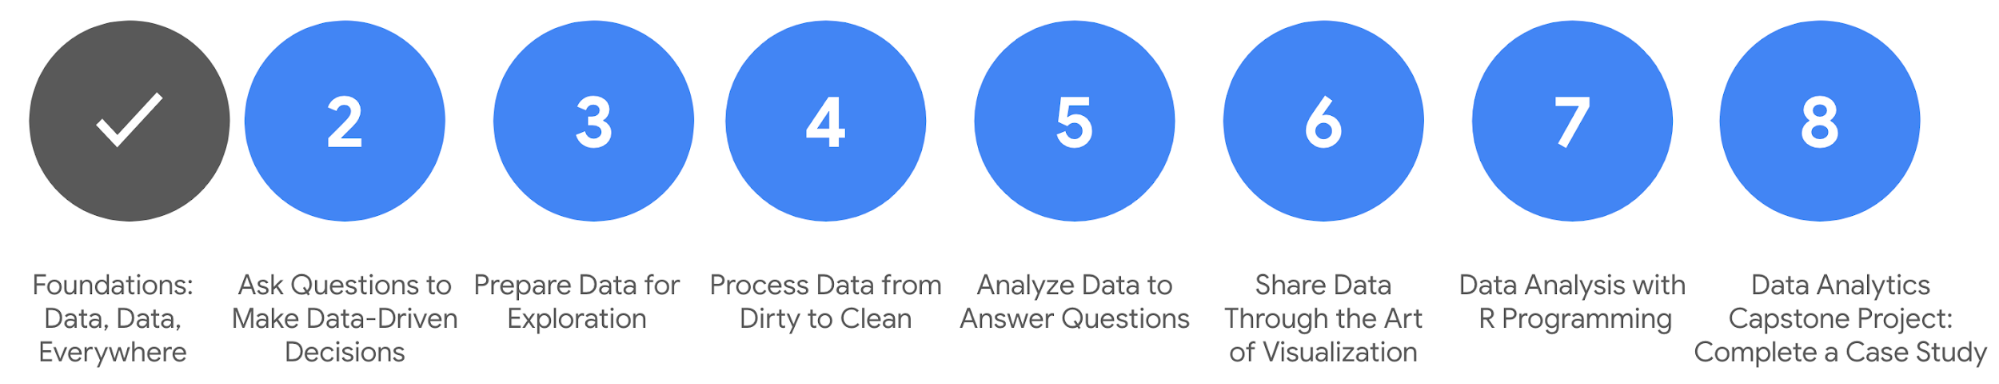 2
3
4
5
6
7
8
Foundations:
Data, Data,
Everywhere
Ask Questions to
Make Data-Driven
Decisions
Prepare Data for
Exploration
Process Data from
Dirty to Clean
Analyze Data to
Answer Questions
Share Data
Through the Art
of Visualization
Data Analysis with
R Programming
Data Analytics
Capstone Project:
Complete a Case Study